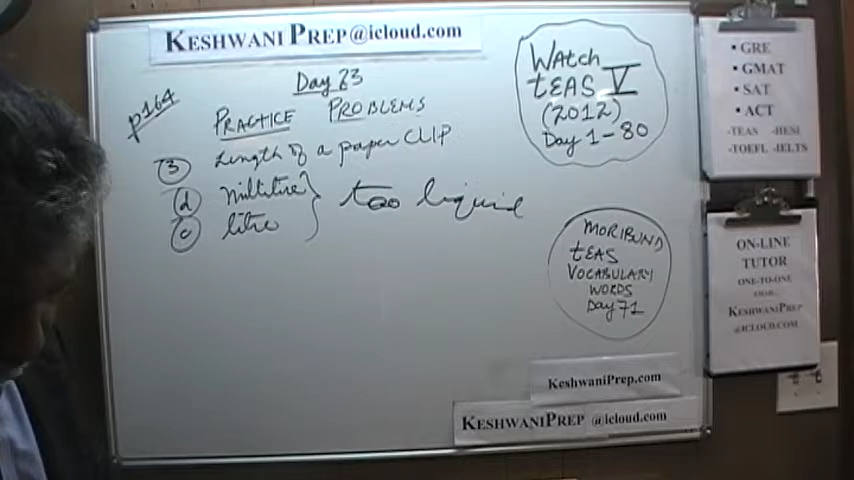 KESHWANI PREP@icloud.com
Day 83
p164
PRACTICE PROBLEMS
3 Length of a paper CLIP
d millilitre
too liquid
c litre
WAtch
tEAS V
(2012)
Day 1-80
MORIBUND
tEAS
VOCABULARY
WORDS
Day 71
▪ GRE
▪ GMAT
▪ SAT
▪ ACT
-TEAS -HESI
-TOEFL -IELTS
ON-LINE
TUTOR
ONE-TO-ONE
KESHWANIPREP
@ICLOUD.COM
KESHWANIPREP.com
KESHWANIPREP @icloud.com